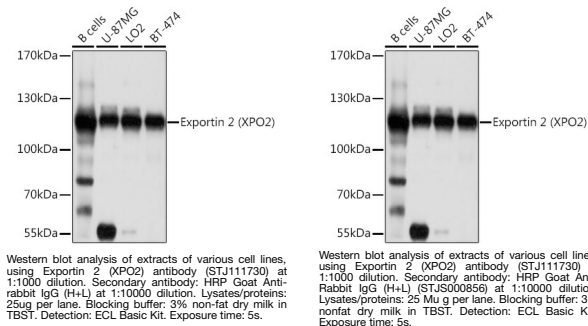 B cells
U-87MG
LO2
BT-474
170kDa
130kDa
Exportin 2 (XPO2)
100kDa
70kDa
55kDa
Western blot analysis of extracts of various cell lines,
using Exportin 2 (XPO2) antibody (STJ111730) at
1:1000 dilution. Secondary antibody: HRP Goat Anti-
rabbit IgG (H+L) at 1:10000 dilution. Lysates/proteins:
25ug per lane. Blocking buffer: 3% non-fat dry milk in
TBST. Detection: ECL Basic Kit. Exposure time: 5s.
B cells
U-87MG
LO2
BT-474
170kDa
130kDa
Exportin 2 (XPO2)
100kDa
70kDa
55kDa
Western blot analysis of extracts of various cell line
using Exportin 2 (XPO2) antibody (STJ111730)
1:1000 dilution. Secondary antibody: HRP Goat An
Rabbit IgG (H+L) (STJS000856) at 1:10000 dilutio
Lysates/proteins: 25 Mu g per lane. Blocking buffer: 3
nonfat dry milk in TBST. Detection: ECL Basic
Exposure time: 5s.